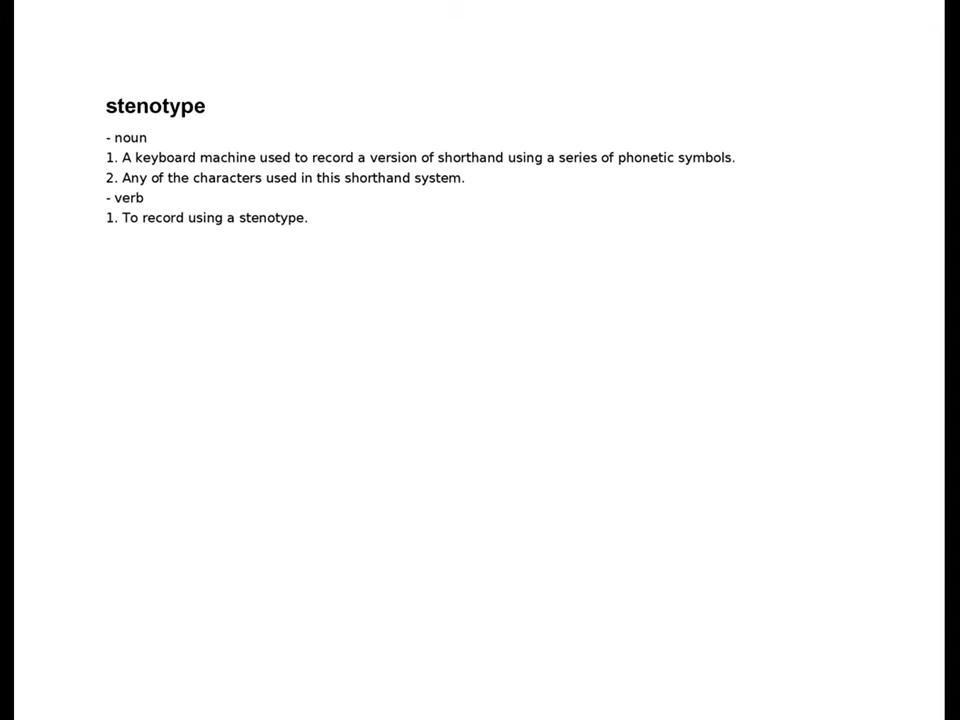 stenotype
- noun
1. A keyboard machine used to record a version of shorthand using a series of phonetic symbols.
2. Any of the characters used in this shorthand system.
- verb
1. To record using a stenotype.